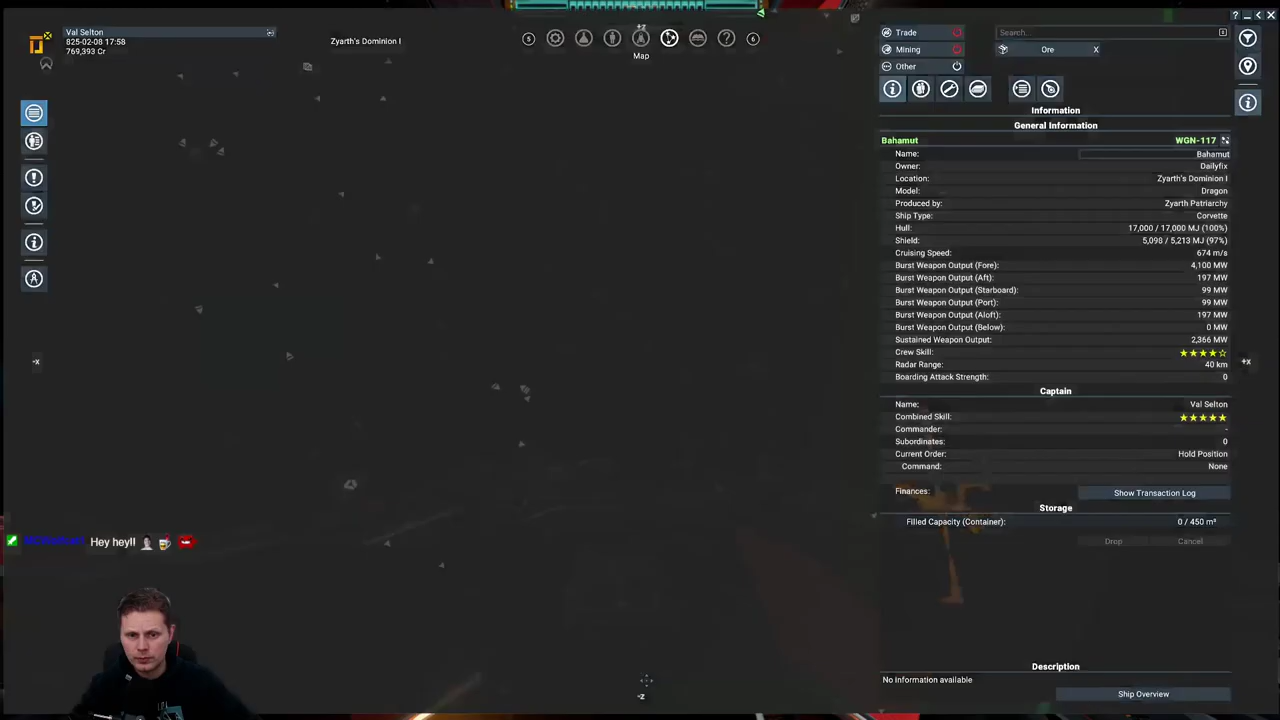 Val Selton
825-02-08 17:58
769,393 Cr
Zyarth's Dominion I
5
+Z
6
Map
-X
+X
-Z
Hey hey!!
Trade
Mining
Other
Search...
Ore X
Information
General Information
Bahamut WGN-117
Name: Bahamut
Owner: Dailyfix
Location: Zyarth's Dominion I
Model: Dragon
Produced by: Zyarth Patriarchy
Ship Type: Corvette
Hull: 17,000 / 17,000 MJ (100%)
Shield: 5,098 / 5,213 MJ (97%)
Cruising Speed: 674 m/s
Burst Weapon Output (Fore): 4,100 MW
Burst Weapon Output (Aft): 197 MW
Burst Weapon Output (Starboard): 99 MW
Burst Weapon Output (Port): 99 MW
Burst Weapon Output (Aloft): 197 MW
Burst Weapon Output (Below): 0 MW
Sustained Weapon Output: 2,366 MW
Crew Skill: ★★★★☆
Radar Range: 40 km
Boarding Attack Strength: 0
Captain
Name: Val Selton
Combined Skill: ★★★★★
Commander: -
Subordinates: 0
Current Order: Hold Position
Command: None
Finances: Show Transaction Log
Storage
Filled Capacity (Container): 0 / 450 m³
Drop Cancel
Description
No information available
Ship Overview